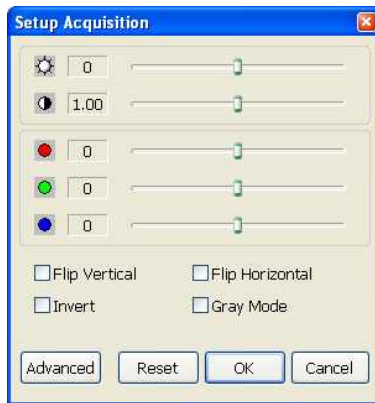 Setup Acquisition
0
1.00
0
0
0
Flip Vertical Flip Horizontal
Invert Gray Mode
Advanced Reset OK Cancel